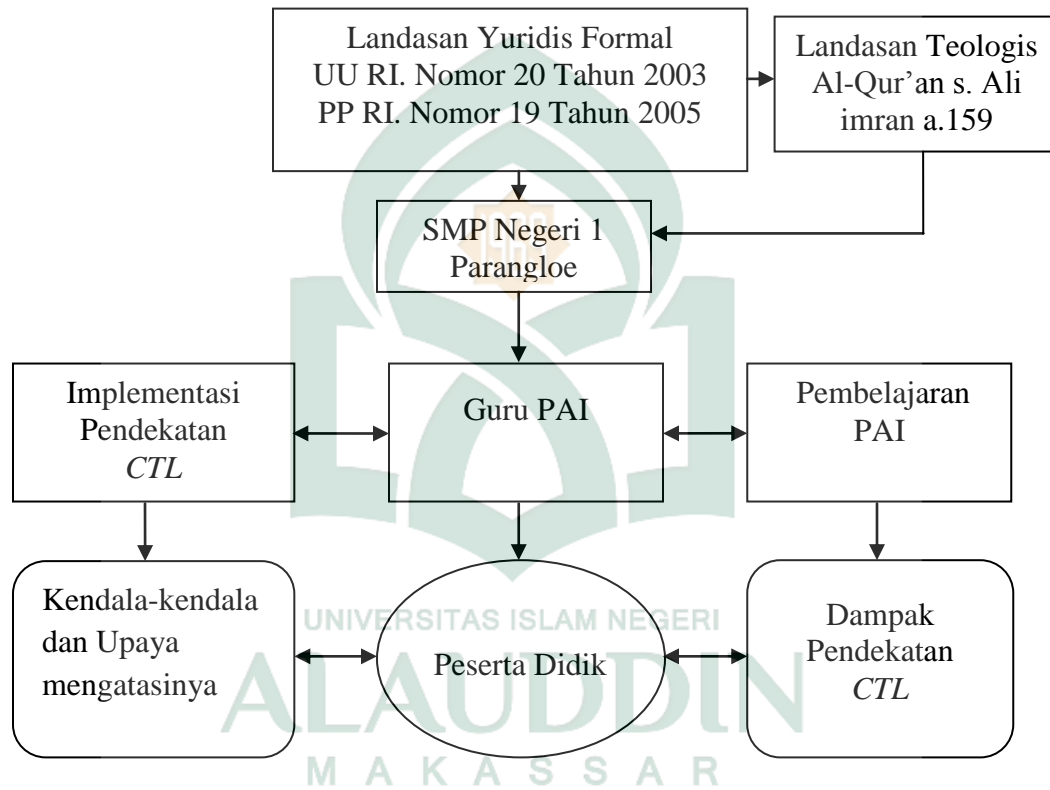 Landasan Yuridis Formal
UU RI. Nomor 20 Tahun 2003
PP RI. Nomor 19 Tahun 2005
Landasan Teologis
Al-Qur’an s. Ali
imran a.159
SMP Negeri 1
Parangloe
1965
Implementasi
Pendekatan
CTL
Guru PAI
Pembelajaran
PAI
Kendala-kendala
dan Upaya
mengatasinya
Peserta Didik
Dampak
Pendekatan
CTL
UNIVERSITAS ISLAM NEGERI
ALAUDDIN
MAKASSAR